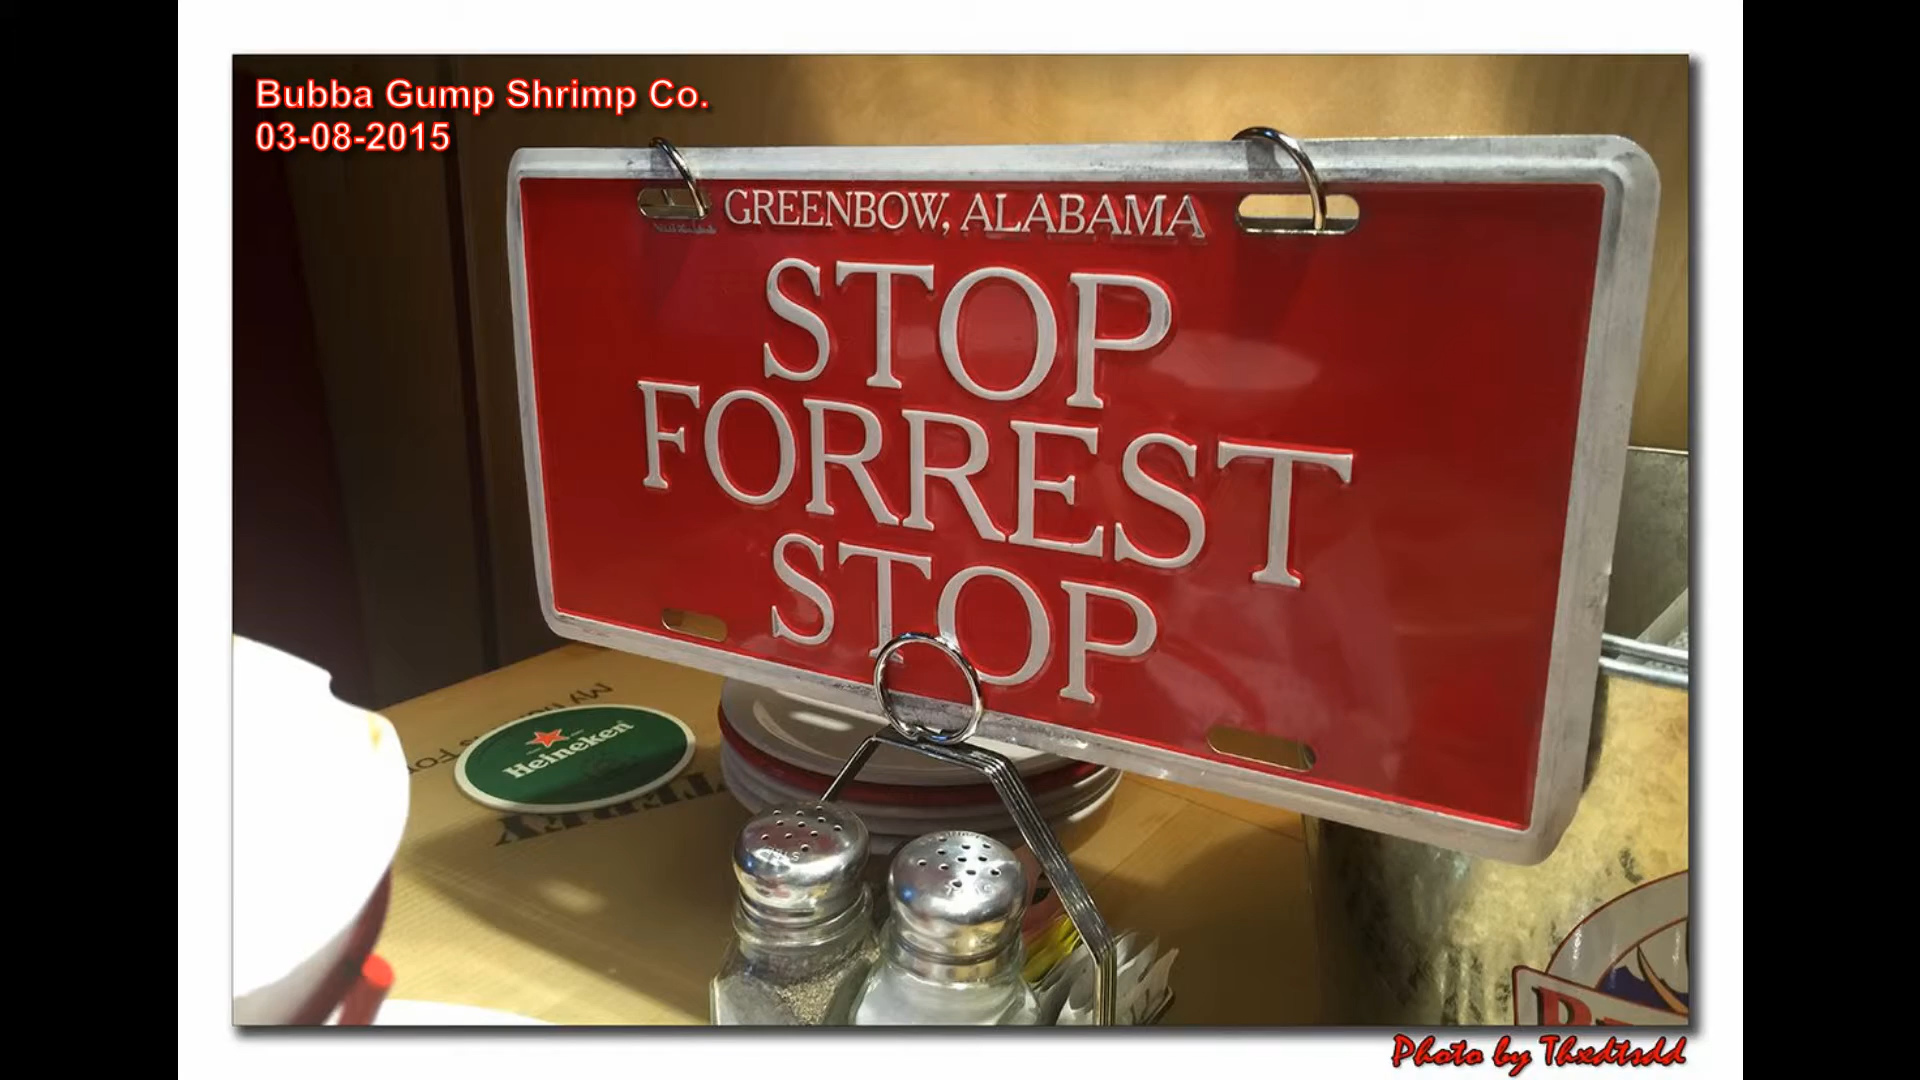 Bubba Gump Shrimp Co.
03-08-2015
GREENBOW, ALABAMA
STOP
FORREST
STOP
Heineken
Photo by Thxdtsdd